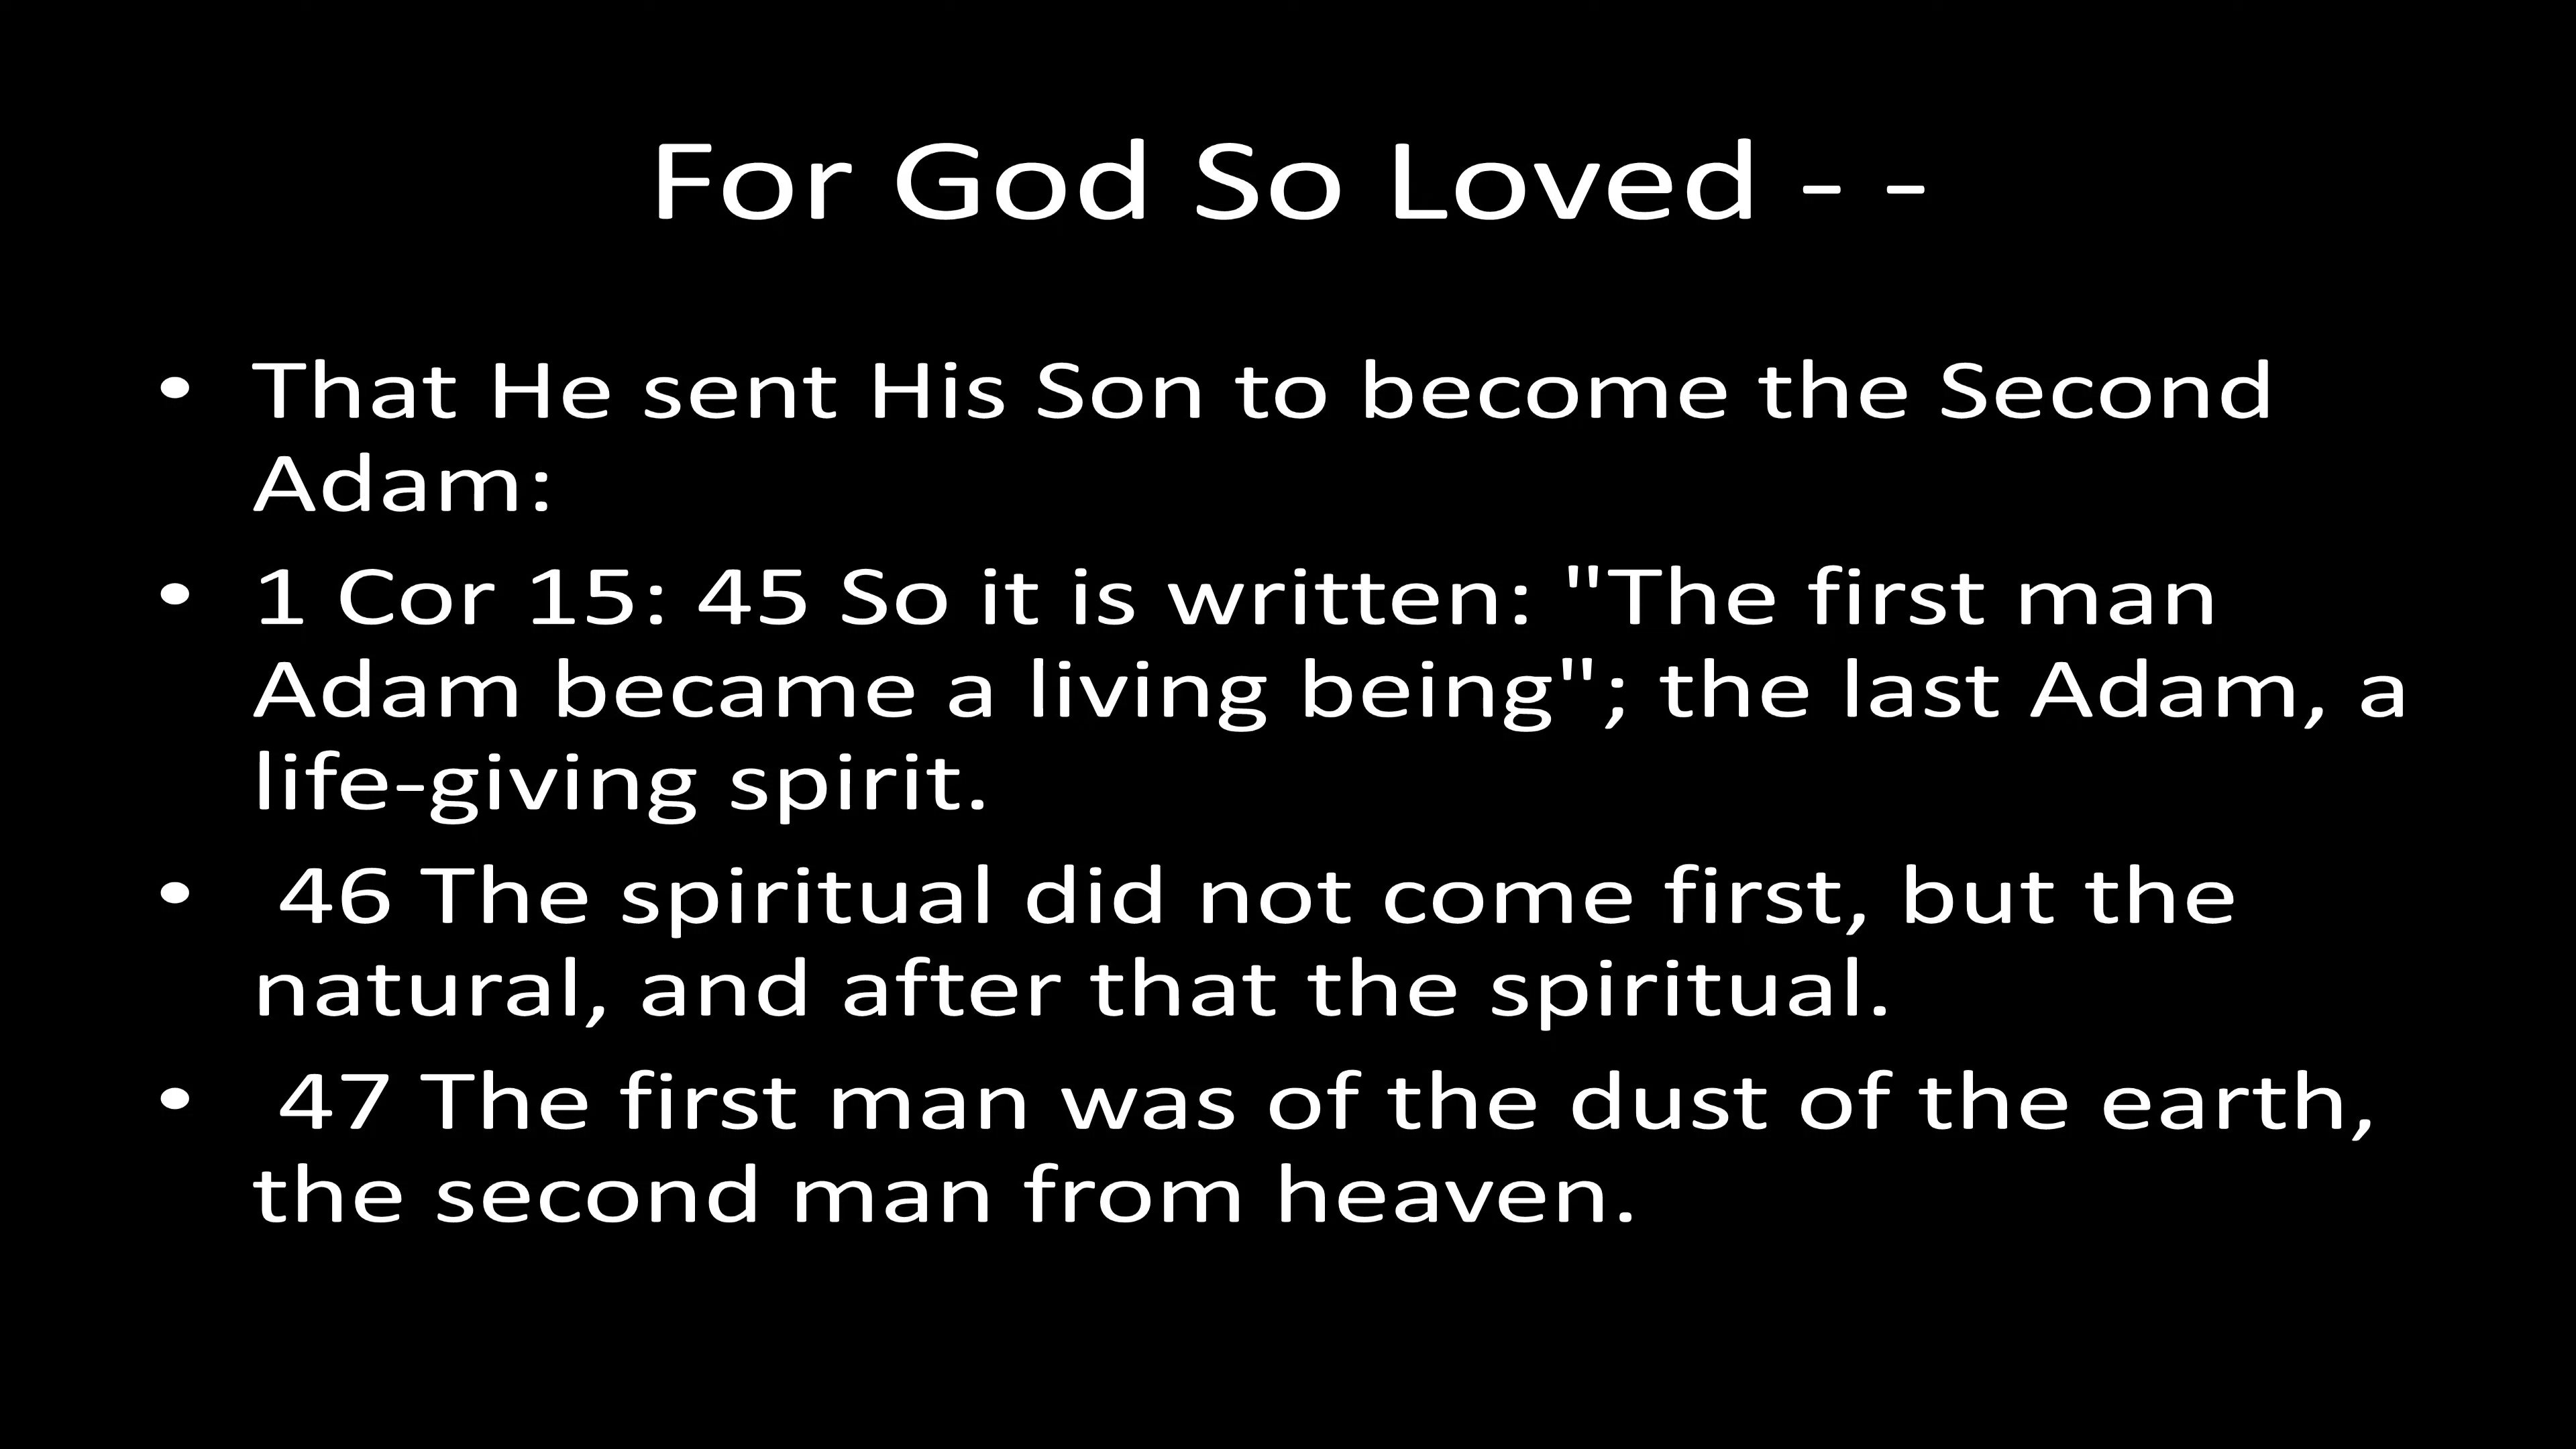 For God So Loved - -
• That He sent His Son to become the Second
Adam:
• 1 Cor 15: 45 So it is written: "The first man
Adam became a living being"; the last Adam, a
life-giving spirit.
• 46 The spiritual did not come first, but the
natural, and after that the spiritual.
• 47 The first man was of the dust of the earth,
the second man from heaven.